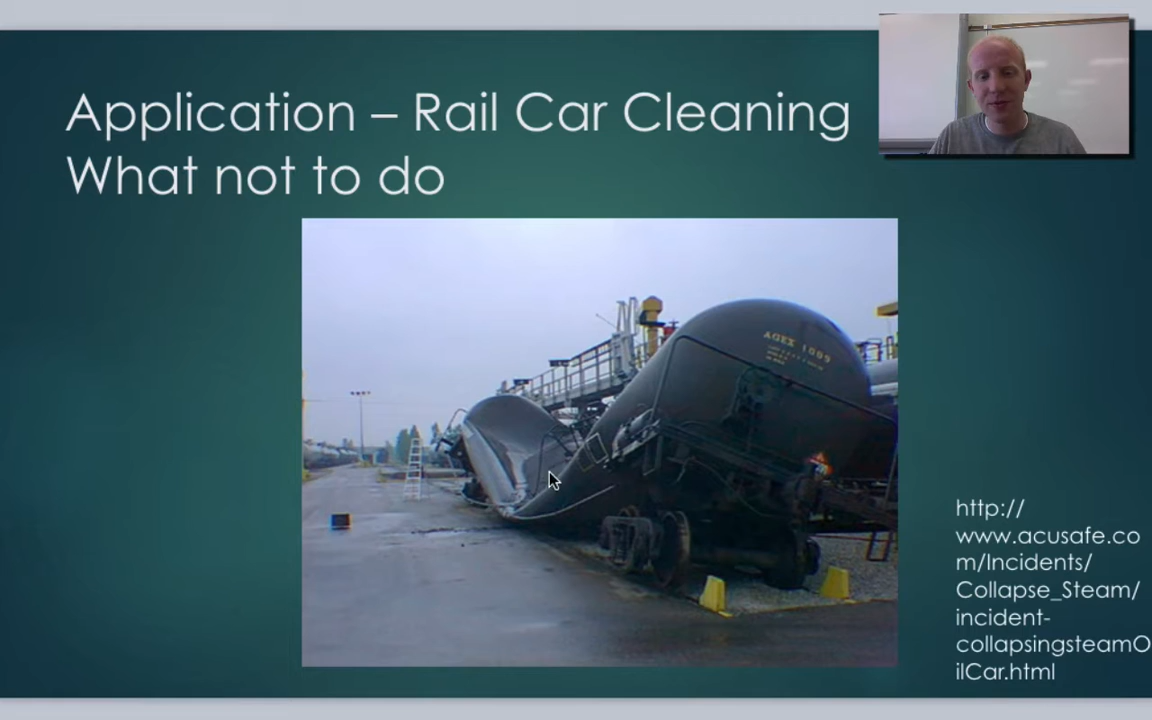 Application – Rail Car Cleaning
What not to do
AGEX 1099
http://
www.acusafe.co
m/Incidents/
Collapse_Steam/
incident-
collapsingsteamO
ilCar.html